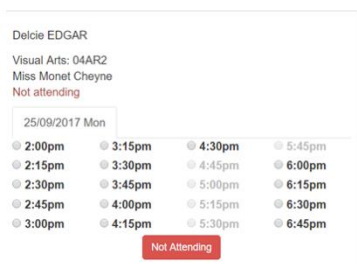 Delcie EDGAR
Visual Arts: 04AR2
Miss Monet Cheyne
Not attending
25/09/2017 Mon
2:00pm 3:15pm 4:30pm 5:45pm
2:15pm 3:30pm 4:45pm 6:00pm
2:30pm 3:45pm 5:00pm 6:15pm
2:45pm 4:00pm 5:15pm 6:30pm
3:00pm 4:15pm 5:30pm 6:45pm
Not Attending